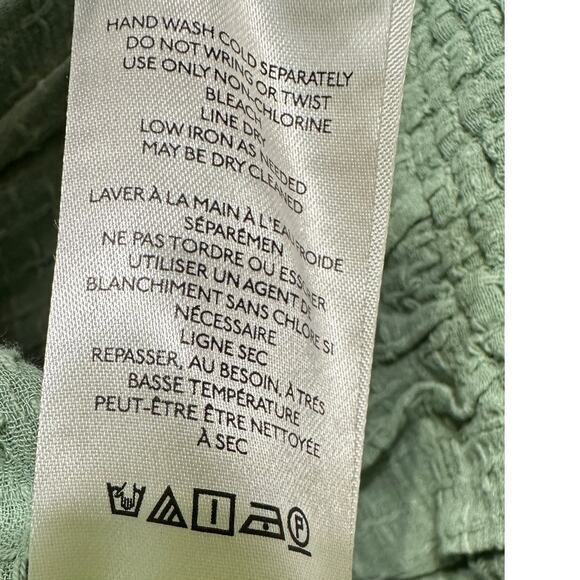 HAND WASH COLD SEPARATELY
DO NOT WRING OR TWIST
USE ONLY NON-CHLORINE
BLEACH
LINE DRY
LOW IRON AS NEEDED
MAY BE DRY CLEANED
LAVER À LA MAIN À L'EAU FROIDE
SÉPARÉMEN
NE PAS TORDRE OU ESSORER
UTILISER UN AGENT DE
BLANCHIMENT SANS CHLORE SI
NÉCESSAIRE
LIGNE SEC
REPASSER, AU BESOIN, À TRÈS
BASSE TEMPÉRATURE
PEUT-ÊTRE ÊTRE NETTOYÉE
À SEC
P